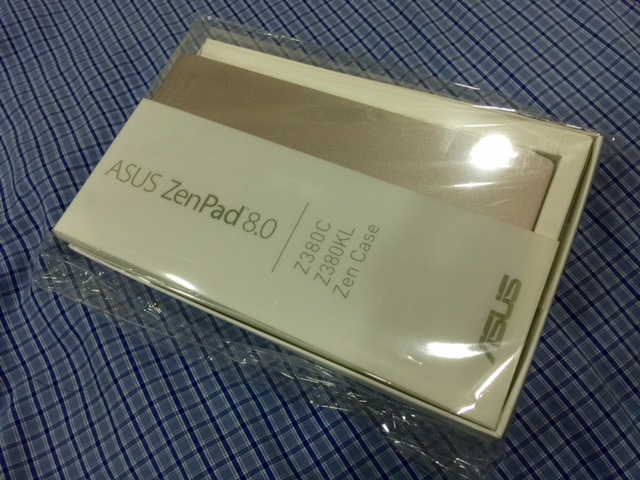 ASUS ZenPad 8.0
Z380C
Z380KL
Zen Case
ASUS